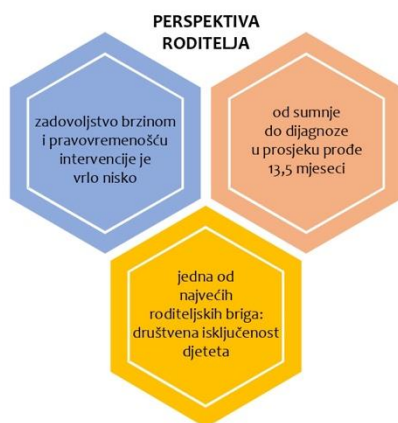 PERSPEKTIVA
RODITELJA
zadovoljstvo brzinom
i pravovremenošću
intervencije je
vrlo nisko
od sumnje
do dijagnoze
u prosjeku prođe
13,5 mjeseci
jedna od
najvećih
roditeljskih briga:
društvena isključenost
djeteta